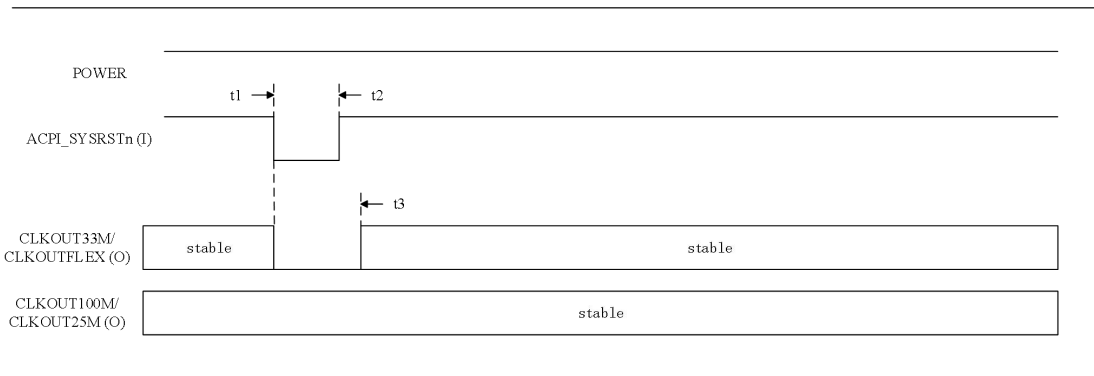 POWER
t1
t2
ACPI_SYSRSTn (I)
t3
CLKOUT33M/
CLKOUTFLEX (O)
stable
stable
CLKOUT100M/
CLKOUT25M (O)
stable